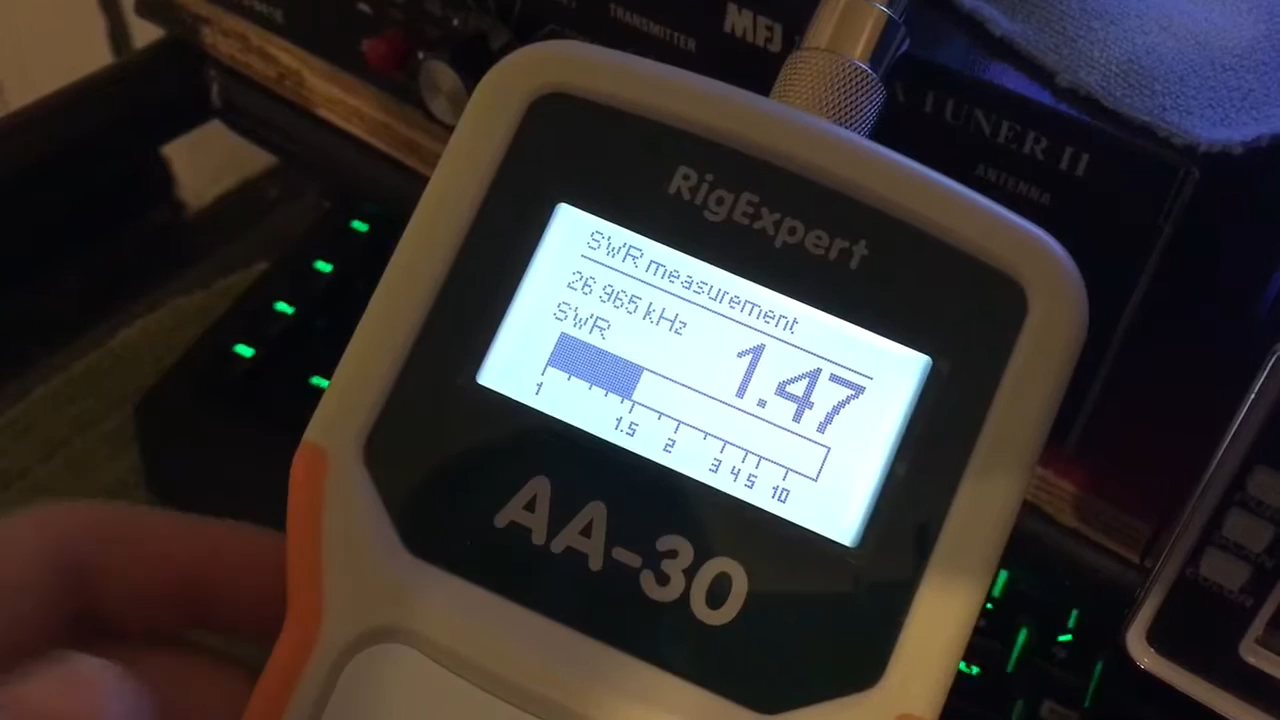 TRANSMITTER
MFJ
TUNER II
ANTENNA
RigExpert
SWR measurement
26 965 kHz
SWR
1.47
1 1.5 2 3 4 5 10
AA-30